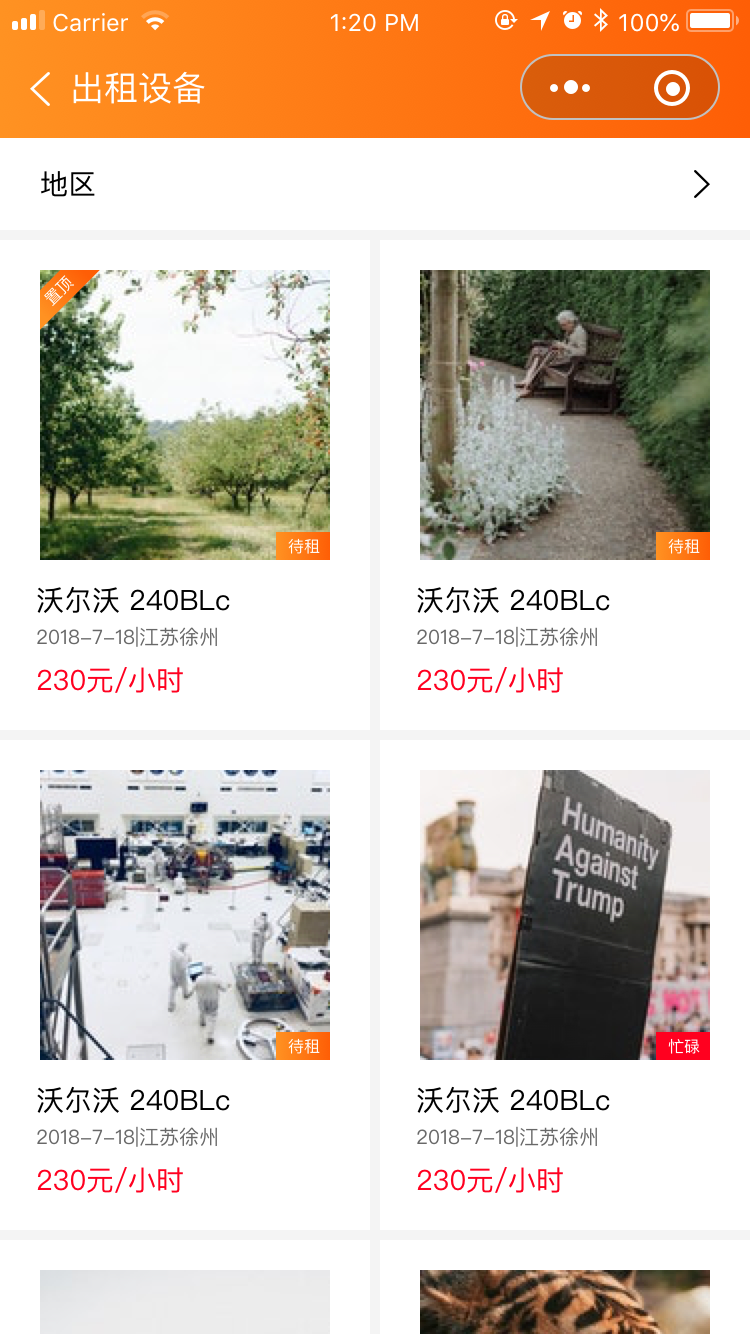 Carrier 1:20 PM 100%
出租设备
地区
置顶
待租
待租
沃尔沃 240BLc
2018-7-18|江苏徐州
230元/小时
沃尔沃 240BLc
2018-7-18|江苏徐州
230元/小时
待租
Humanity
Against
Trump
忙碌
沃尔沃 240BLc
2018-7-18|江苏徐州
230元/小时
沃尔沃 240BLc
2018-7-18|江苏徐州
230元/小时